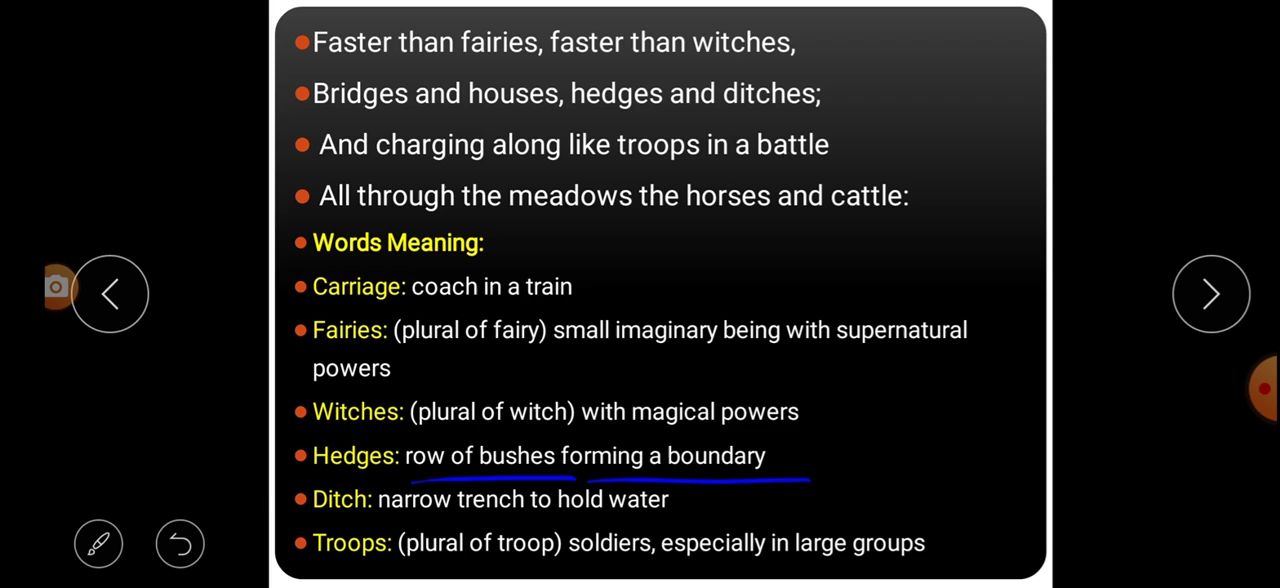 Faster than fairies, faster than witches,
Bridges and houses, hedges and ditches;
And charging along like troops in a battle
All through the meadows the horses and cattle:
Words Meaning:
Carriage: coach in a train
Fairies: (plural of fairy) small imaginary being with supernatural
powers
Witches: (plural of witch) with magical powers
Hedges: row of bushes forming a boundary
Ditch: narrow trench to hold water
Troops: (plural of troop) soldiers, especially in large groups